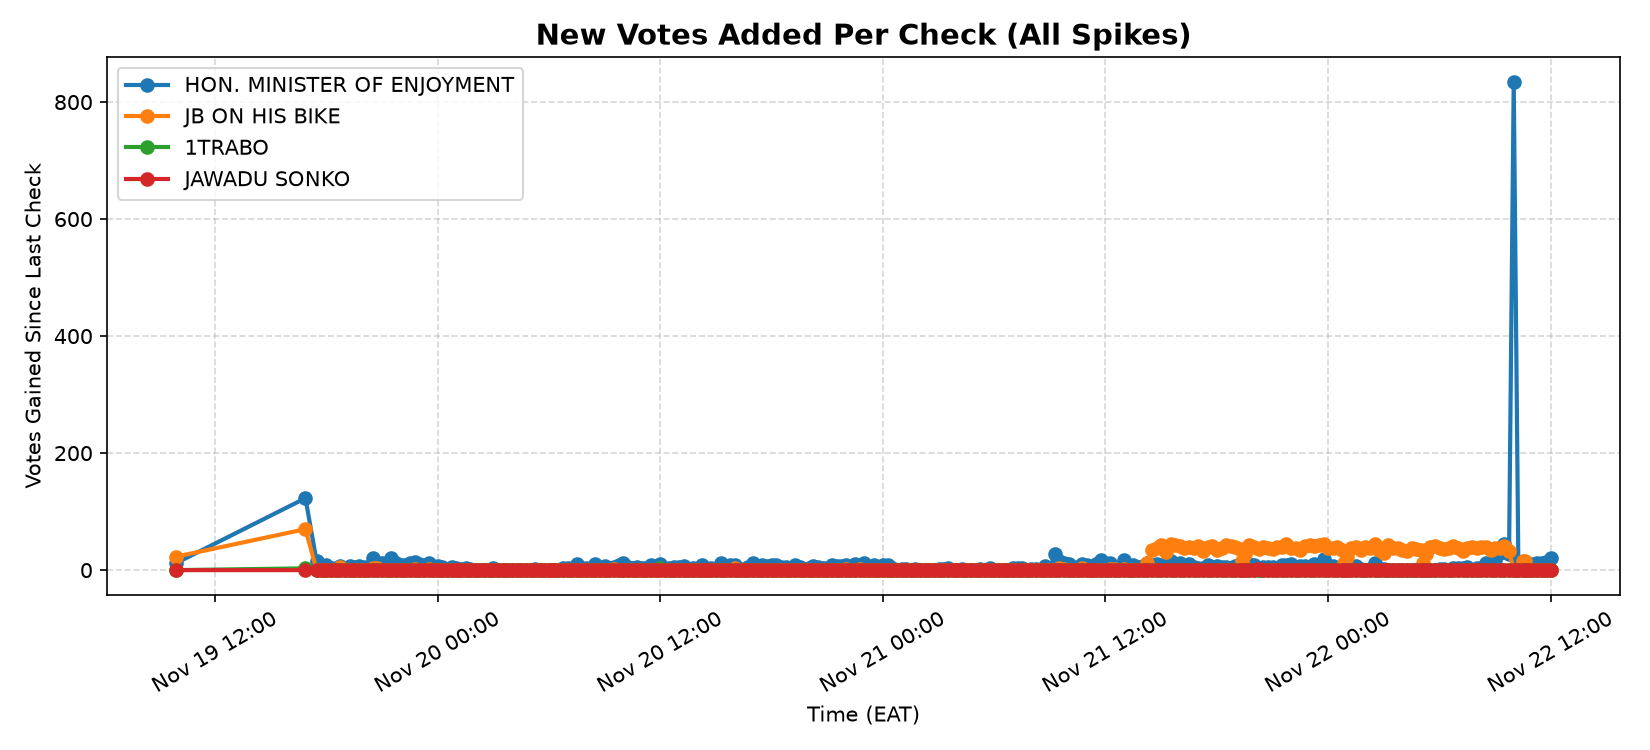 New Votes Added Per Check (All Spikes)
HON. MINISTER OF ENJOYMENT
JB ON HIS BIKE
1TRABO
JAWADU SONKO
Votes Gained Since Last Check
800
600
400
200
0
Nov 19 12:00
Nov 20 00:00
Nov 20 12:00
Nov 21 00:00
Nov 21 12:00
Nov 22 00:00
Nov 22 12:00
Time (EAT)